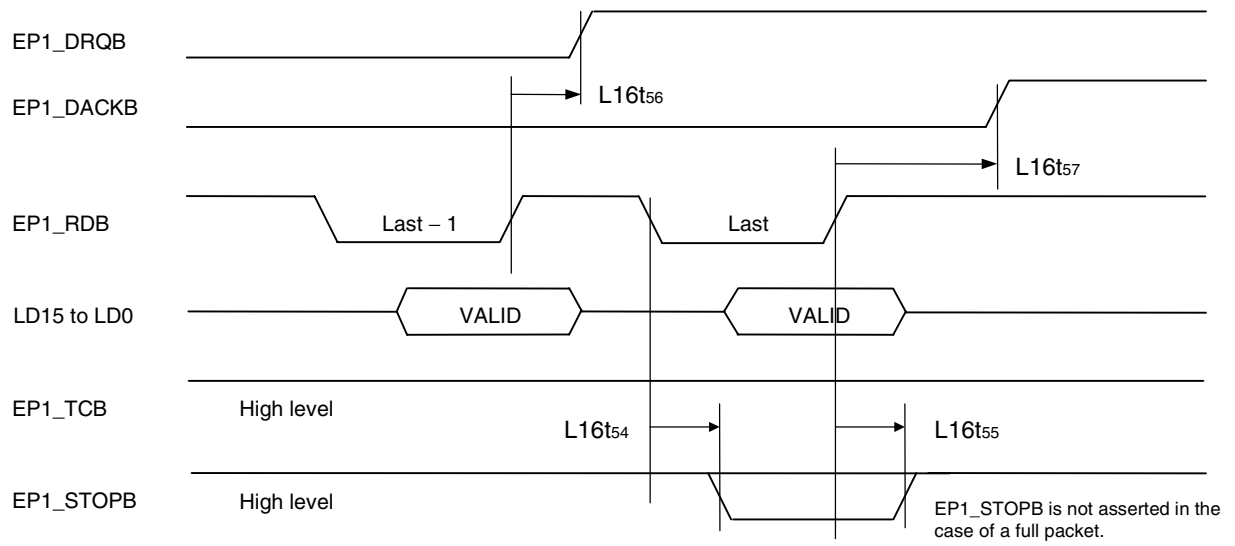 EP1_DRQB
L16t56
EP1_DACKB
L16t57
EP1_RDB
Last – 1
Last
LD15 to LD0
VALID
VALID
EP1_TCB
High level
L16t54
L16t55
EP1_STOPB
High level
EP1_STOPB is not asserted in the
case of a full packet.